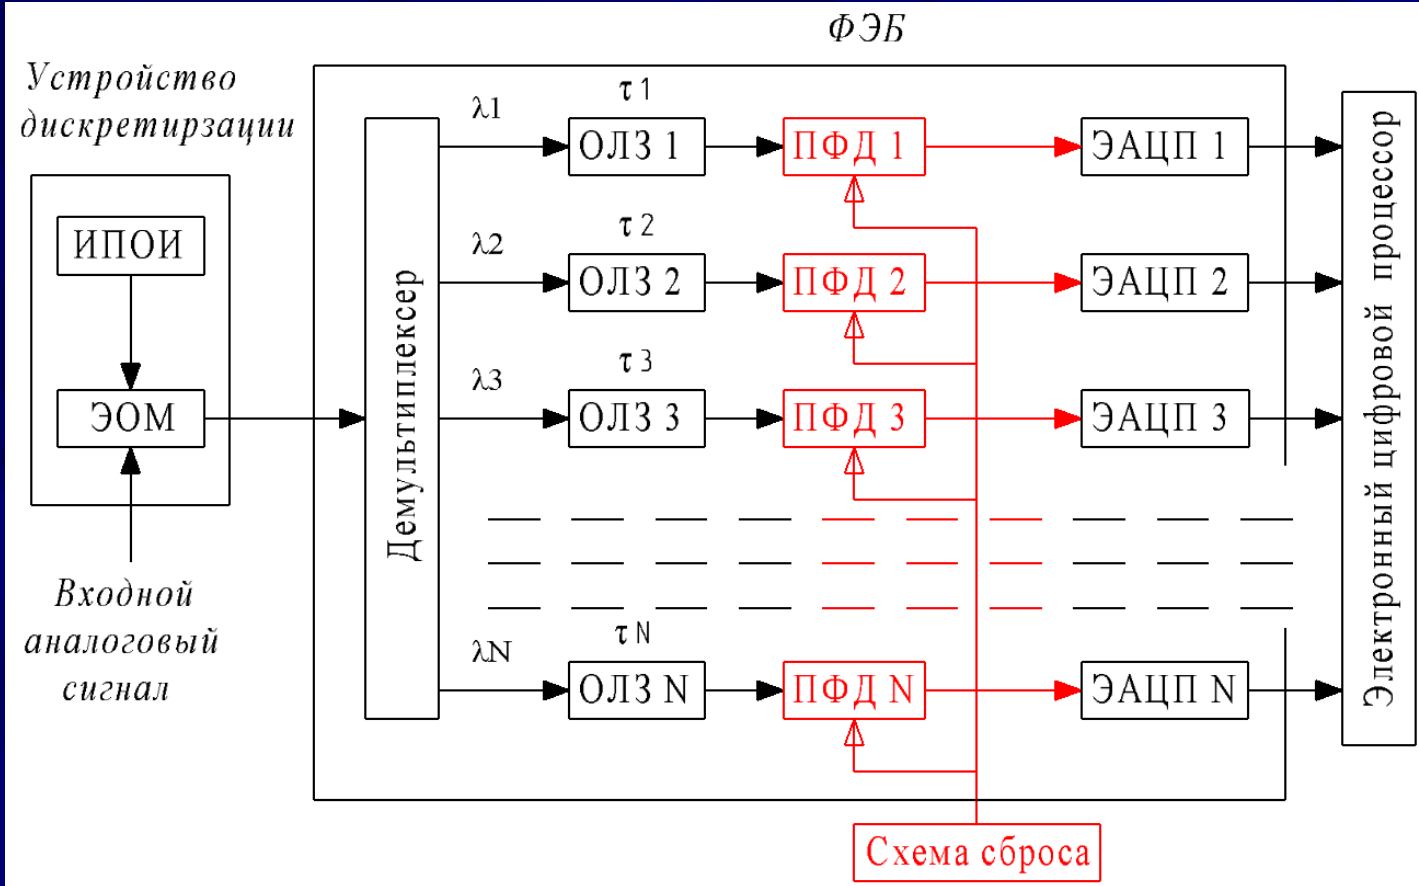 ФЭБ
Устройство
дискретирзации
ИПОИ
ЭОМ
Входной
аналоговый
сигнал
Демультиплексер
λ1
τ 1
ОЛЗ 1
ПФД 1
ЭАЦП 1
λ2
τ 2
ОЛЗ 2
ПФД 2
ЭАЦП 2
λ3
τ 3
ОЛЗ 3
ПФД 3
ЭАЦП 3
λN
τ N
ОЛЗ N
ПФД N
ЭАЦП N
Электронный цифровой процессор
Схема сброса